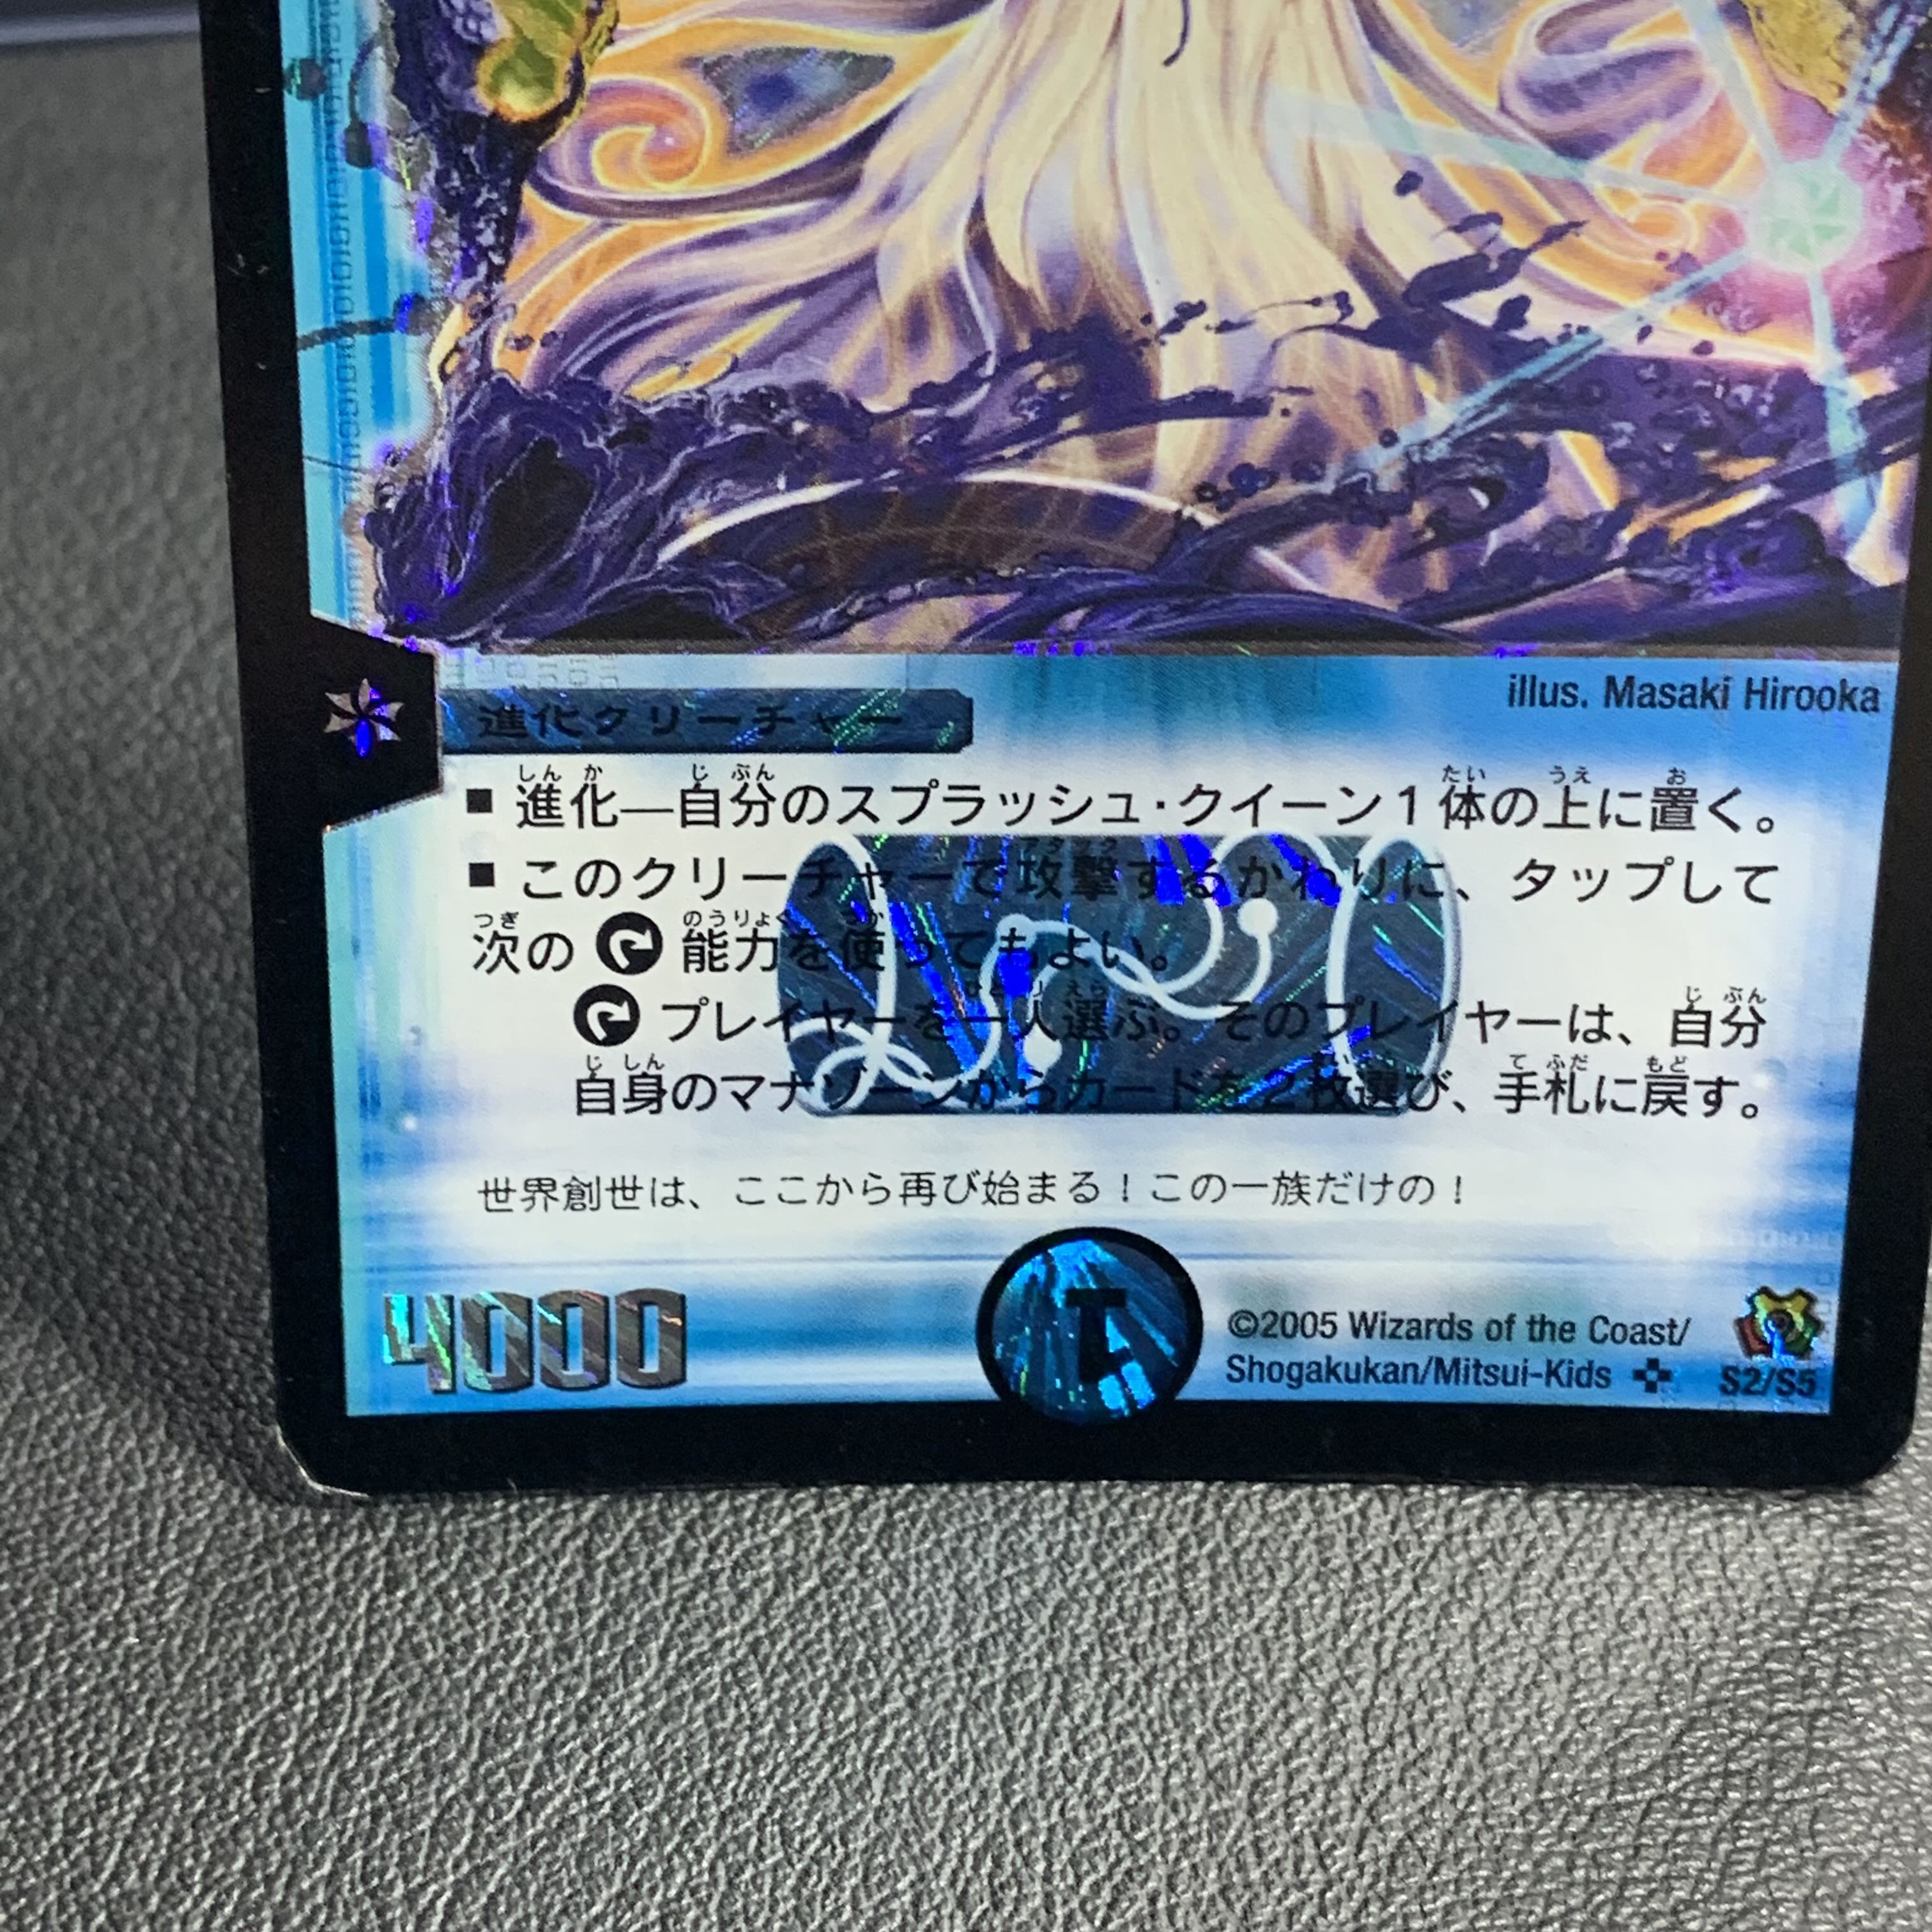 illus. Masaki Hirooka
進化クリーチャー
■ 進化—自分のスプラッシュ・クイーン1体の上に置く。
■ このクリーチャーで攻撃するかわりに、タップして
次の 能力を使ってもよい。
プレイヤーを一人選ぶ。そのプレイヤーは、自分
自身のマナゾーンからカードを2枚選び、手札に戻す。
世界創世は、ここから再び始まる!この一族だけの!
4000
©2005 Wizards of the Coast/
Shogakukan/Mitsui-Kids
S2/S5